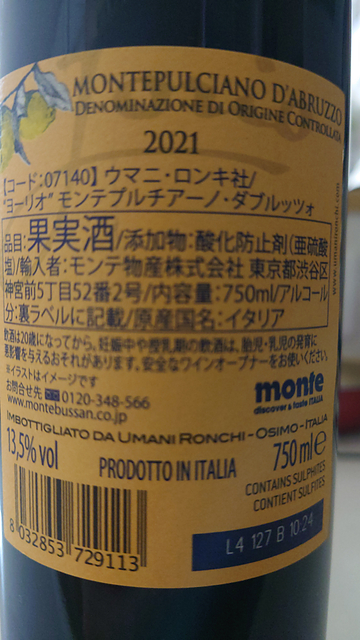 MONTEPULCIANO D'ABRUZZO
DENOMINAZIONE DI ORIGINE CONTROLLATA
2021
【コード:07140】ウマニ・ロンキ社/
"ヨーリオ" モンテプルチアーノ・ダブルッツォ
品目:果実酒/添加物:酸化防止剤(亜硫酸
塩)/輸入者:モンテ物産株式会社 東京都渋谷区
神宮前5丁目52番2号/内容量:750ml/アルコール
分:裏ラベルに記載/原産国名:イタリア
飲酒は20歳になってから。妊娠中や授乳期の飲酒は、胎児・乳児の発育に
悪影響を与えるおそれがあります。安全なワインオープナーをお使いください。
※イラストはイメージです
お問合せ先 0120-348-566
www.montebussan.co.jp
monte
discover & taste ITALIA
IMBOTTIGLIATO DA UMANI RONCHI - OSIMO - ITALIA
13,5% vol
PRODOTTO IN ITALIA
750 ml e
CONTAINS SULPHITES
CONTIENT SULFITES
8 032853 729113
L4 127 B 10:24
www.umanironchi.com